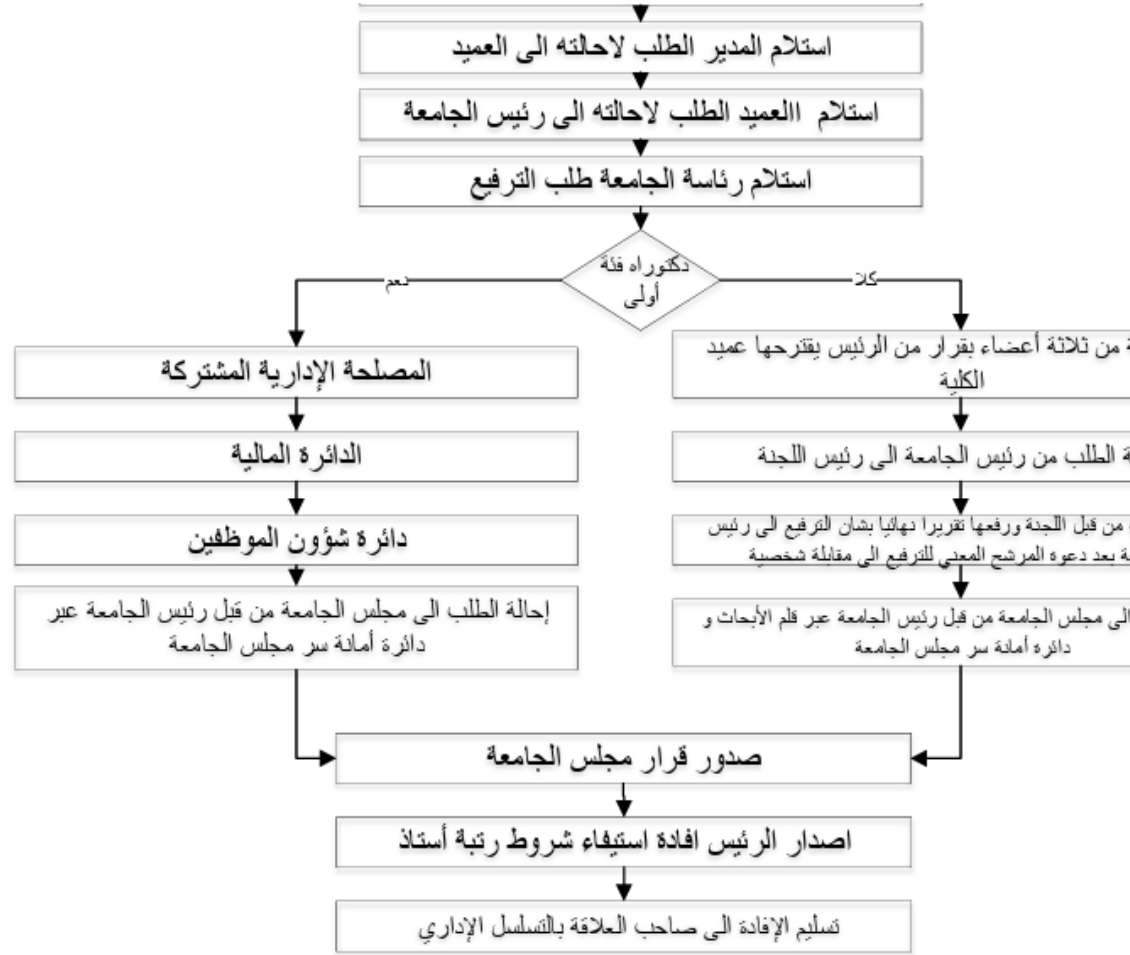 استلام المدير الطلب لاحالته الى العميد
استلام االعميد الطلب لاحالته الى رئيس الجامعة
استلام رئاسة الجامعة طلب الترفيع
دكتوراه فئة
أولى
كلا
نعم
من ثلاثة أعضاء بقرار من الرئيس يقترحها عميد
الكلية
الطلب من رئيس الجامعة الى رئيس اللجنة
من قبل اللجنة ورفعها تقريرا نهائيا بشان الترفيع الى رئيس
بعد دعوة المرشح المعني للترفيع الى مقابلة شخصية
الى مجلس الجامعة من قبل رئيس الجامعة عبر قلم الأبحاث و
دائرة أمانة سر مجلس الجامعة
المصلحة الإدارية المشتركة
الدائرة المالية
دائرة شؤون الموظفين
إحالة الطلب الى مجلس الجامعة من قبل رئيس الجامعة عبر
دائرة أمانة سر مجلس الجامعة
صدور قرار مجلس الجامعة
اصدار الرئيس افادة استيفاء شروط رتبة أستاذ
تسليم الإفادة الى صاحب العلاقة بالتسلسل الإداري